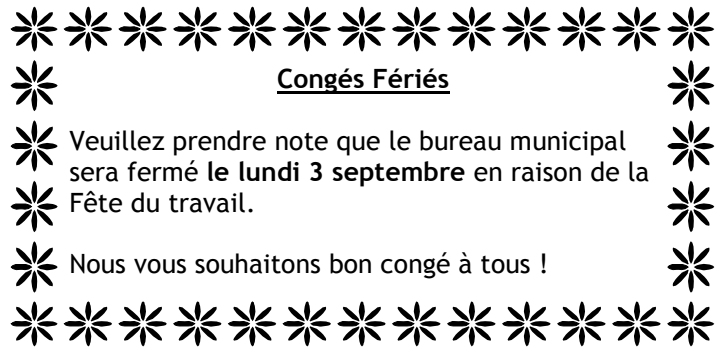 Congés Fériés
Veuillez prendre note que le bureau municipal
sera fermé le lundi 3 septembre en raison de la
Fête du travail.
Nous vous souhaitons bon congé à tous !